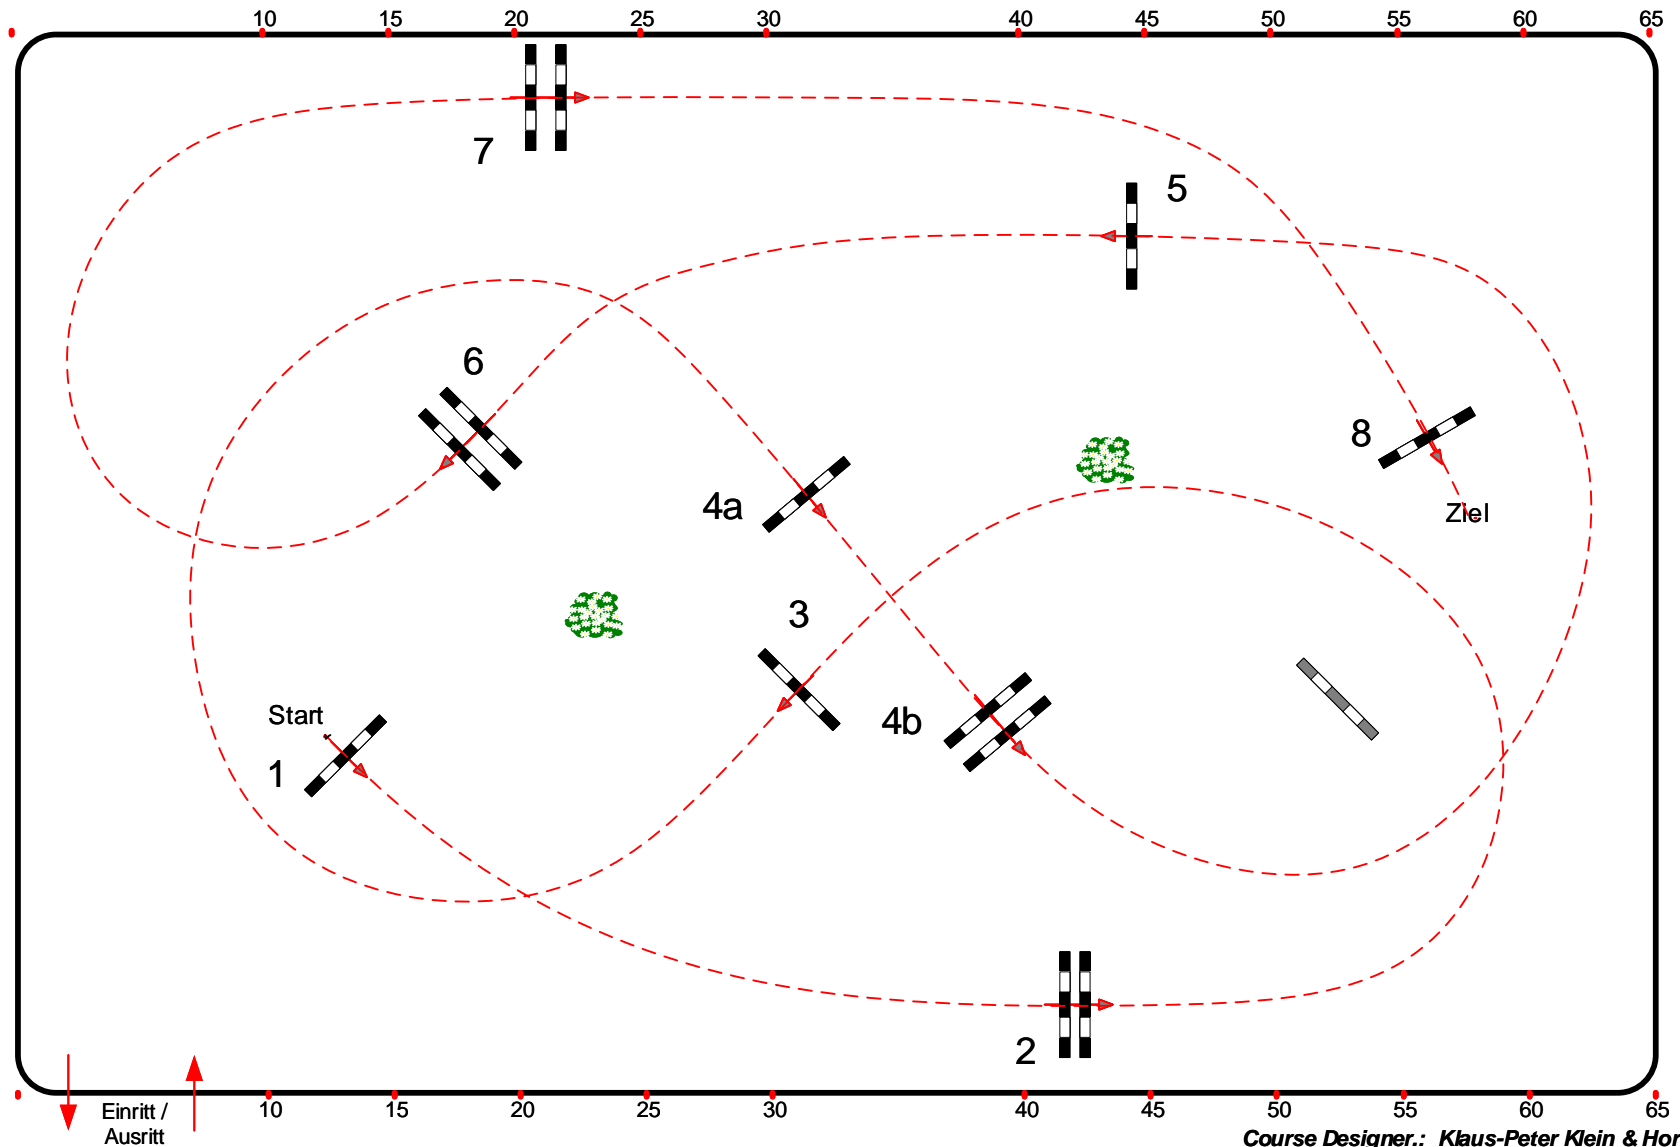 10 15 20 25 30 40 45 50 55 60 65
7
5
6
8
4a
Ziel
3
Start
4b
1
2
10 15 20 25 30 40 45 50 55 60 65
Einritt /
Ausritt
Course Designer.: Klaus-Peter Klein & Hor